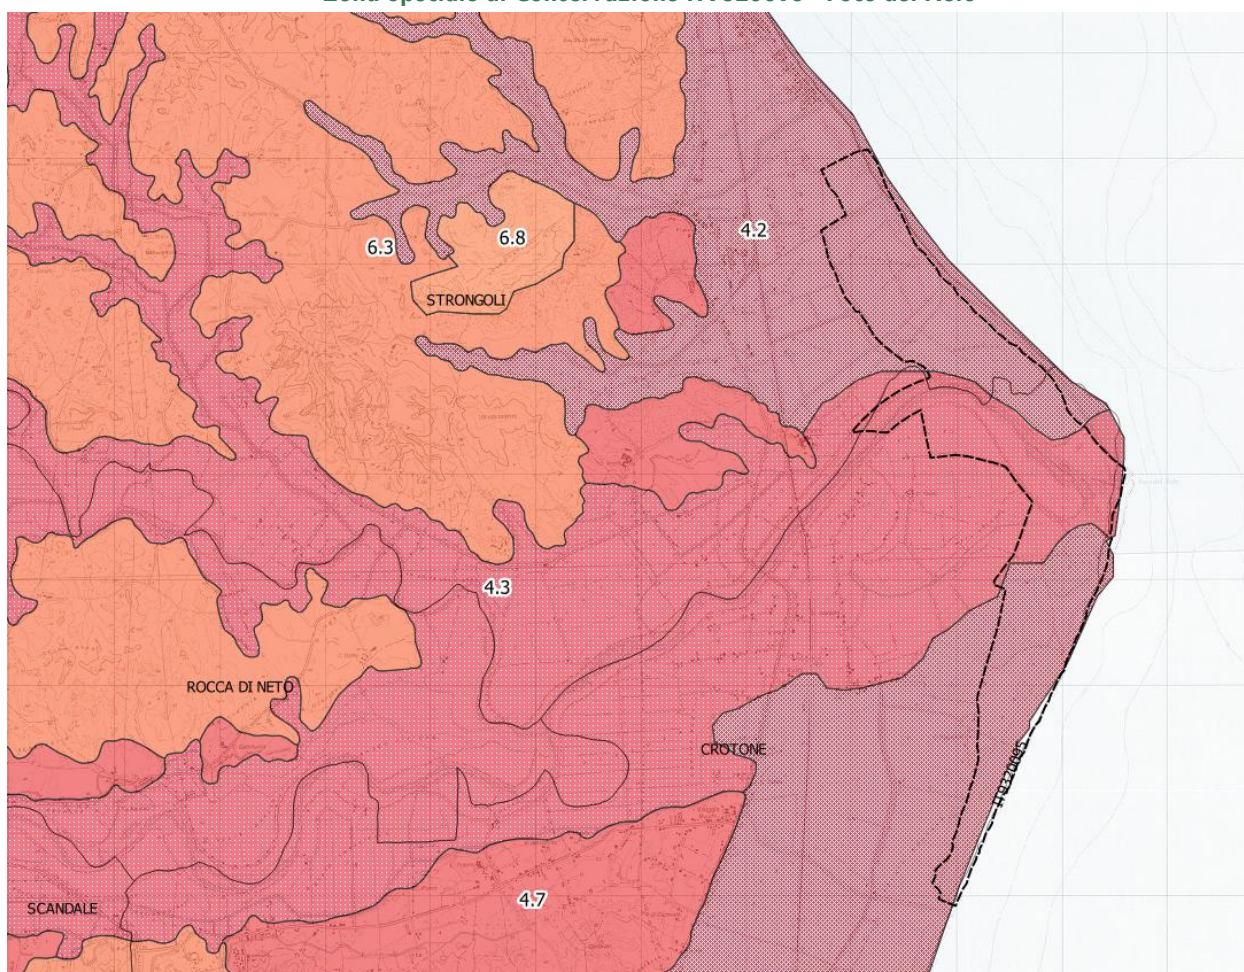 Zona Speciale di Conservazione IT9320095 - Foce del Neto
4.2
6.8
6.3
STRONGOLI
4.3
ROCCA DI NETO
CROTONE
IT9320095
4.7
SCANDALE